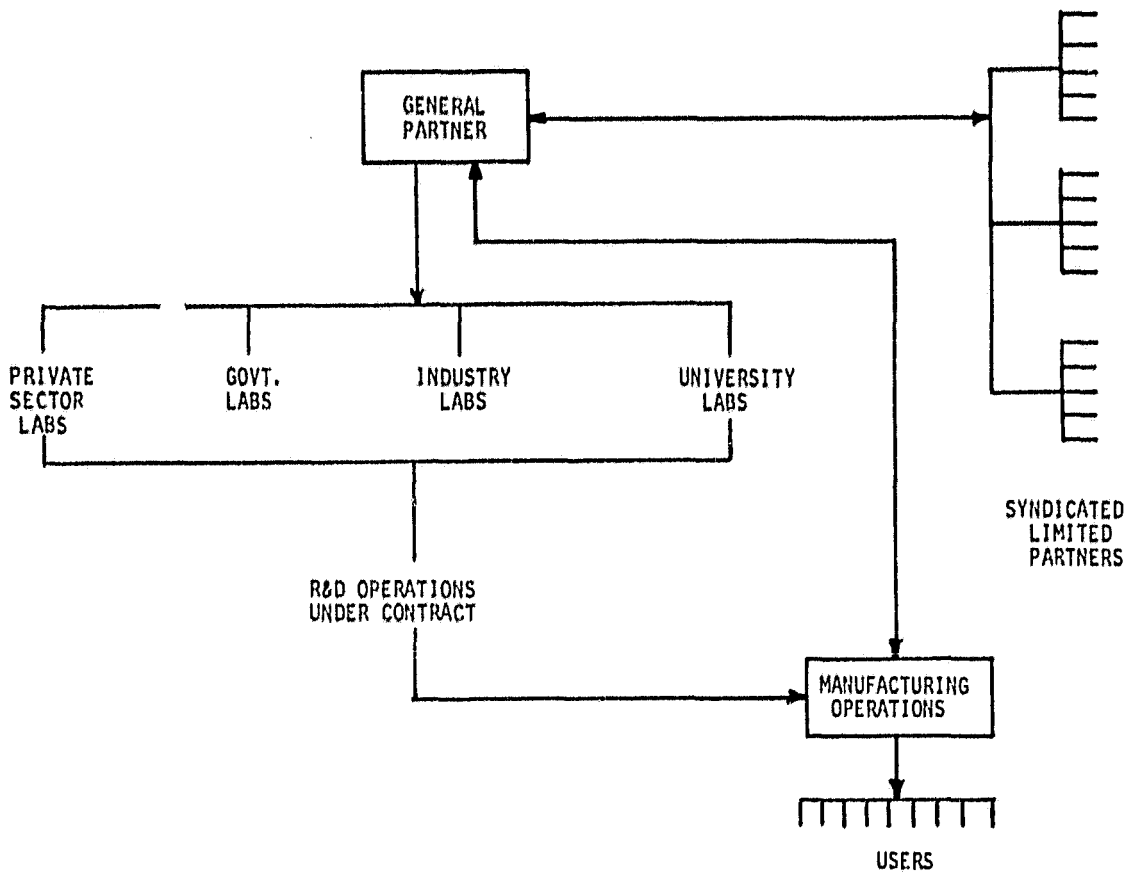 GENERAL
PARTNER
PRIVATE
SECTOR
LABS
GOVT.
LABS
INDUSTRY
LABS
UNIVERSITY
LABS
SYNDICATED
LIMITED
PARTNERS
R&D OPERATIONS
UNDER CONTRACT
MANUFACTURING
OPERATIONS
USERS